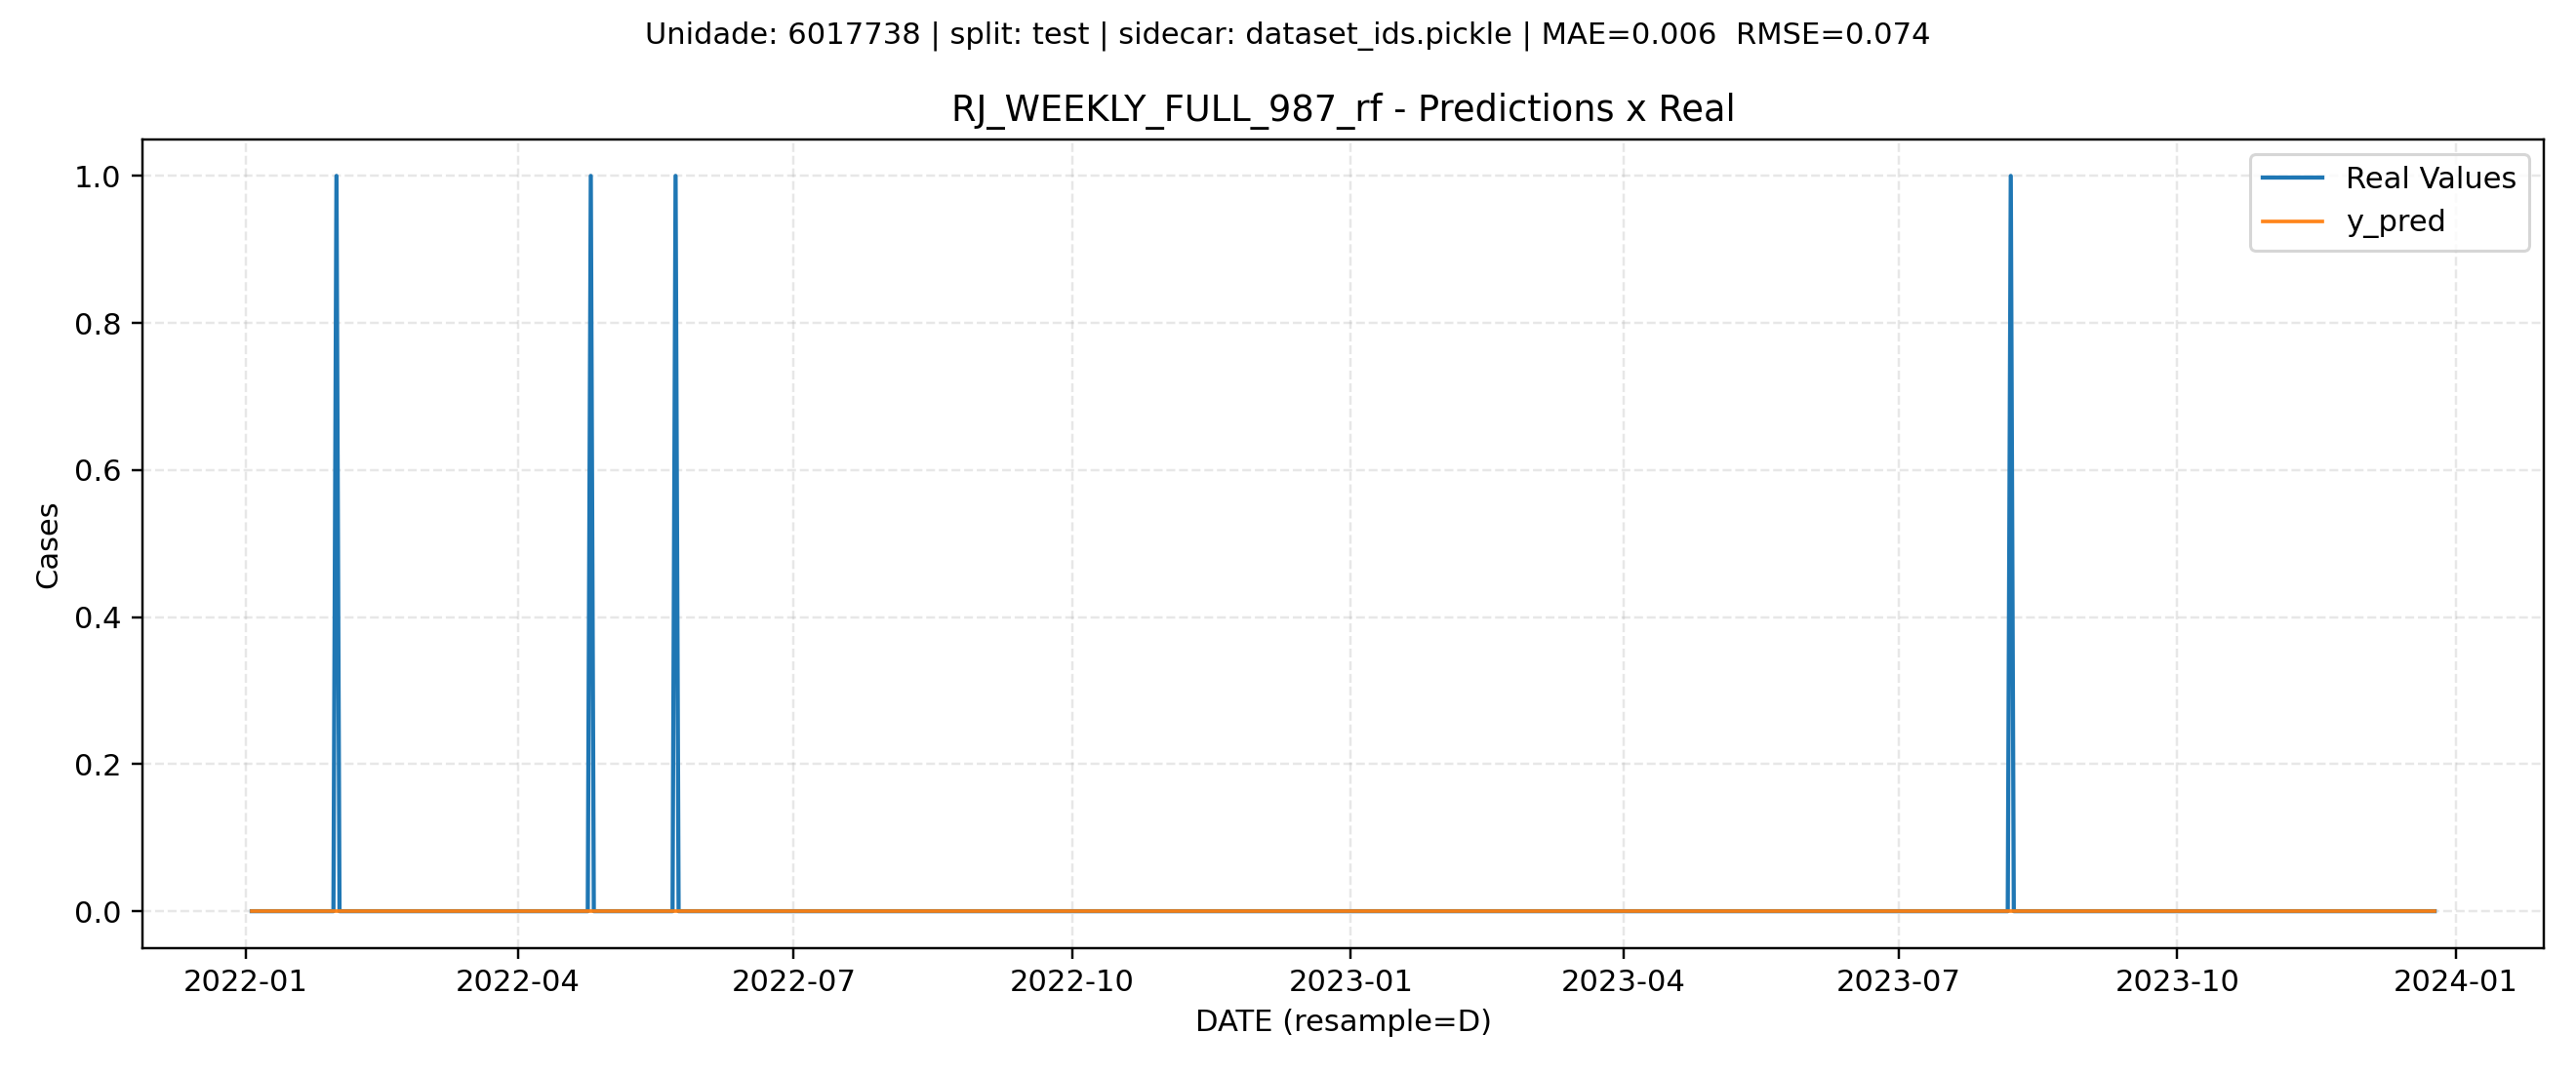 Unidade: 6017738 | split: test | sidecar: dataset_ids.pickle | MAE=0.006  RMSE=0.074
RJ_WEEKLY_FULL_987_rf - Predictions x Real
Real Values
y_pred
1.0
0.8
0.6
0.4
0.2
0.0
Cases
2022-01 2022-04 2022-07 2022-10 2023-01 2023-04 2023-07 2023-10 2024-01
DATE (resample=D)